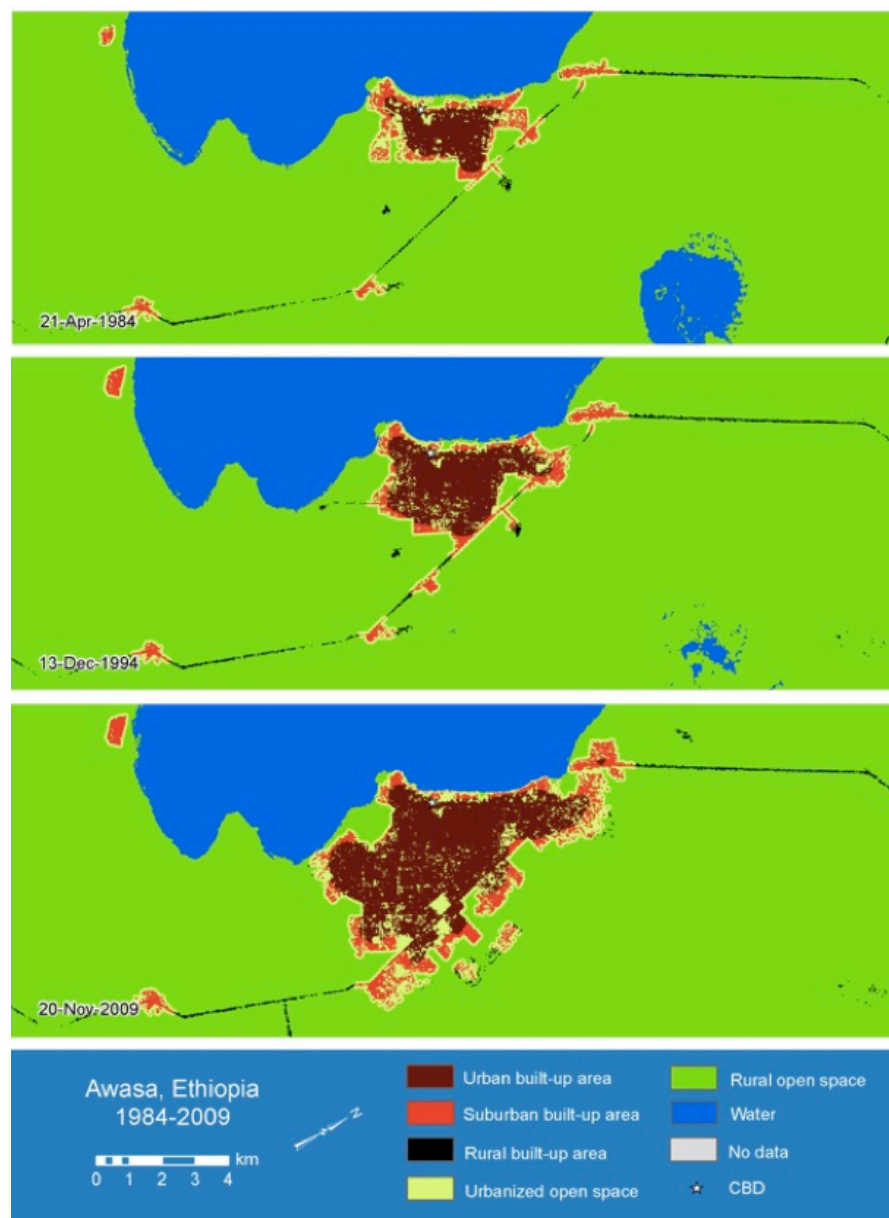 21-Apr-1984
13-Dec-1994
20-Nov-2009
Awasa, Ethiopia
1984-2009
N
km
0 1 2 3 4
Urban built-up area
Suburban built-up area
Rural built-up area
Urbanized open space
Rural open space
Water
No data
CBD